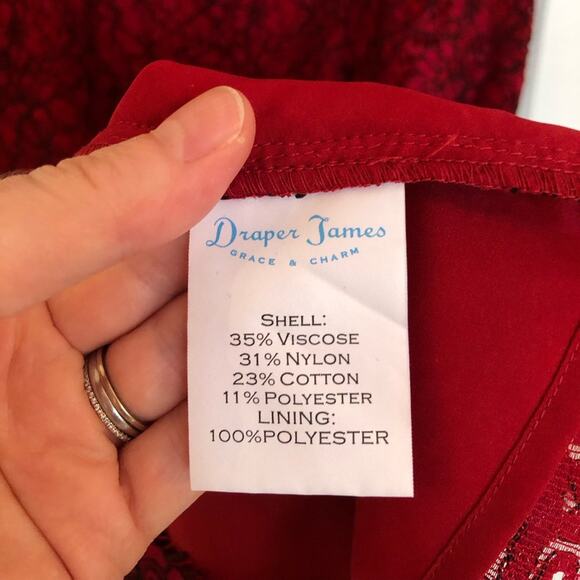 Draper James
GRACE & CHARM
SHELL:
35% VISCOSE
31% NYLON
23% COTTON
11% POLYESTER
LINING:
100%POLYESTER